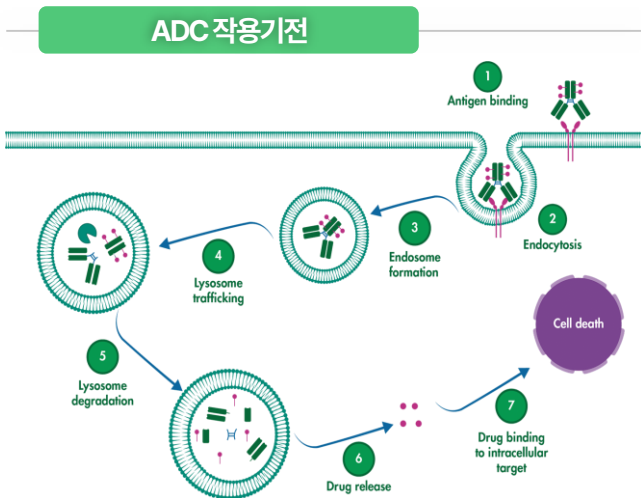 ADC 작용기전
1
Antigen binding
2
Endocytosis
3
Endosome
formation
4
Lysosome
trafficking
5
Lysosome
degradation
6
Drug release
7
Drug binding
to intracellular
target
Cell death